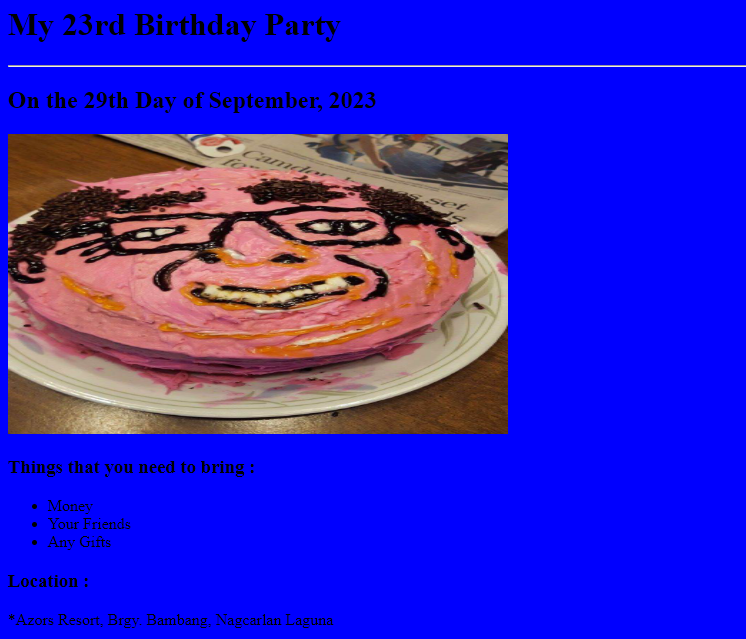 My 23rd Birthday Party
On the 29th Day of September, 2023
Camden
for
set
Things that you need to bring :
Money
Your Friends
Any Gifts
Location :
*Azors Resort, Brgy. Bambang, Nagcarlan Laguna